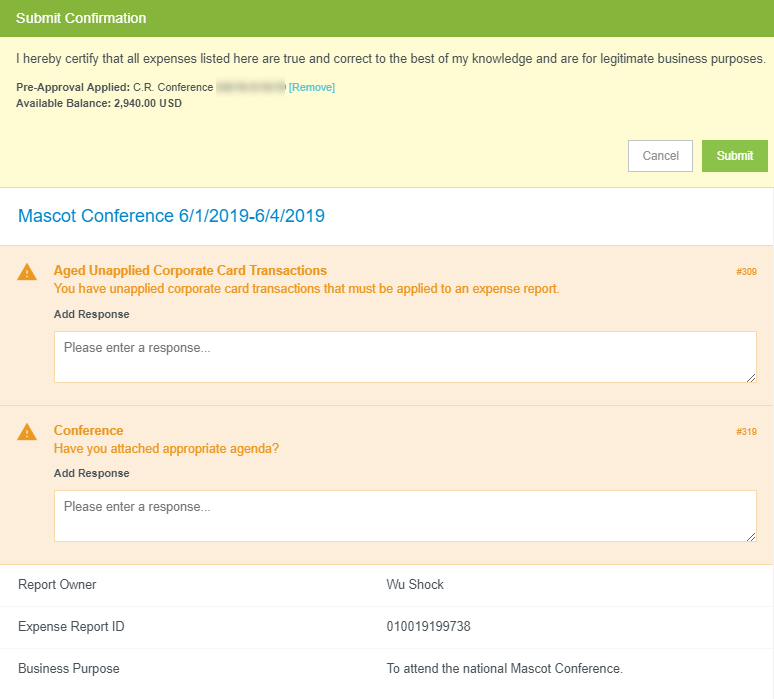 Submit Confirmation
I hereby certify that all expenses listed here are true and correct to the best of my knowledge and are for legitimate business purposes.
Pre-Approval Applied: C.R. Conference [Remove]
Available Balance: 2,940.00 USD
Cancel Submit
Mascot Conference 6/1/2019-6/4/2019
Aged Unapplied Corporate Card Transactions #309
You have unapplied corporate card transactions that must be applied to an expense report.
Add Response
Please enter a response...
Conference #319
Have you attached appropriate agenda?
Add Response
Please enter a response...
Report Owner Wu Shock
Expense Report ID 010019199738
Business Purpose To attend the national Mascot Conference.